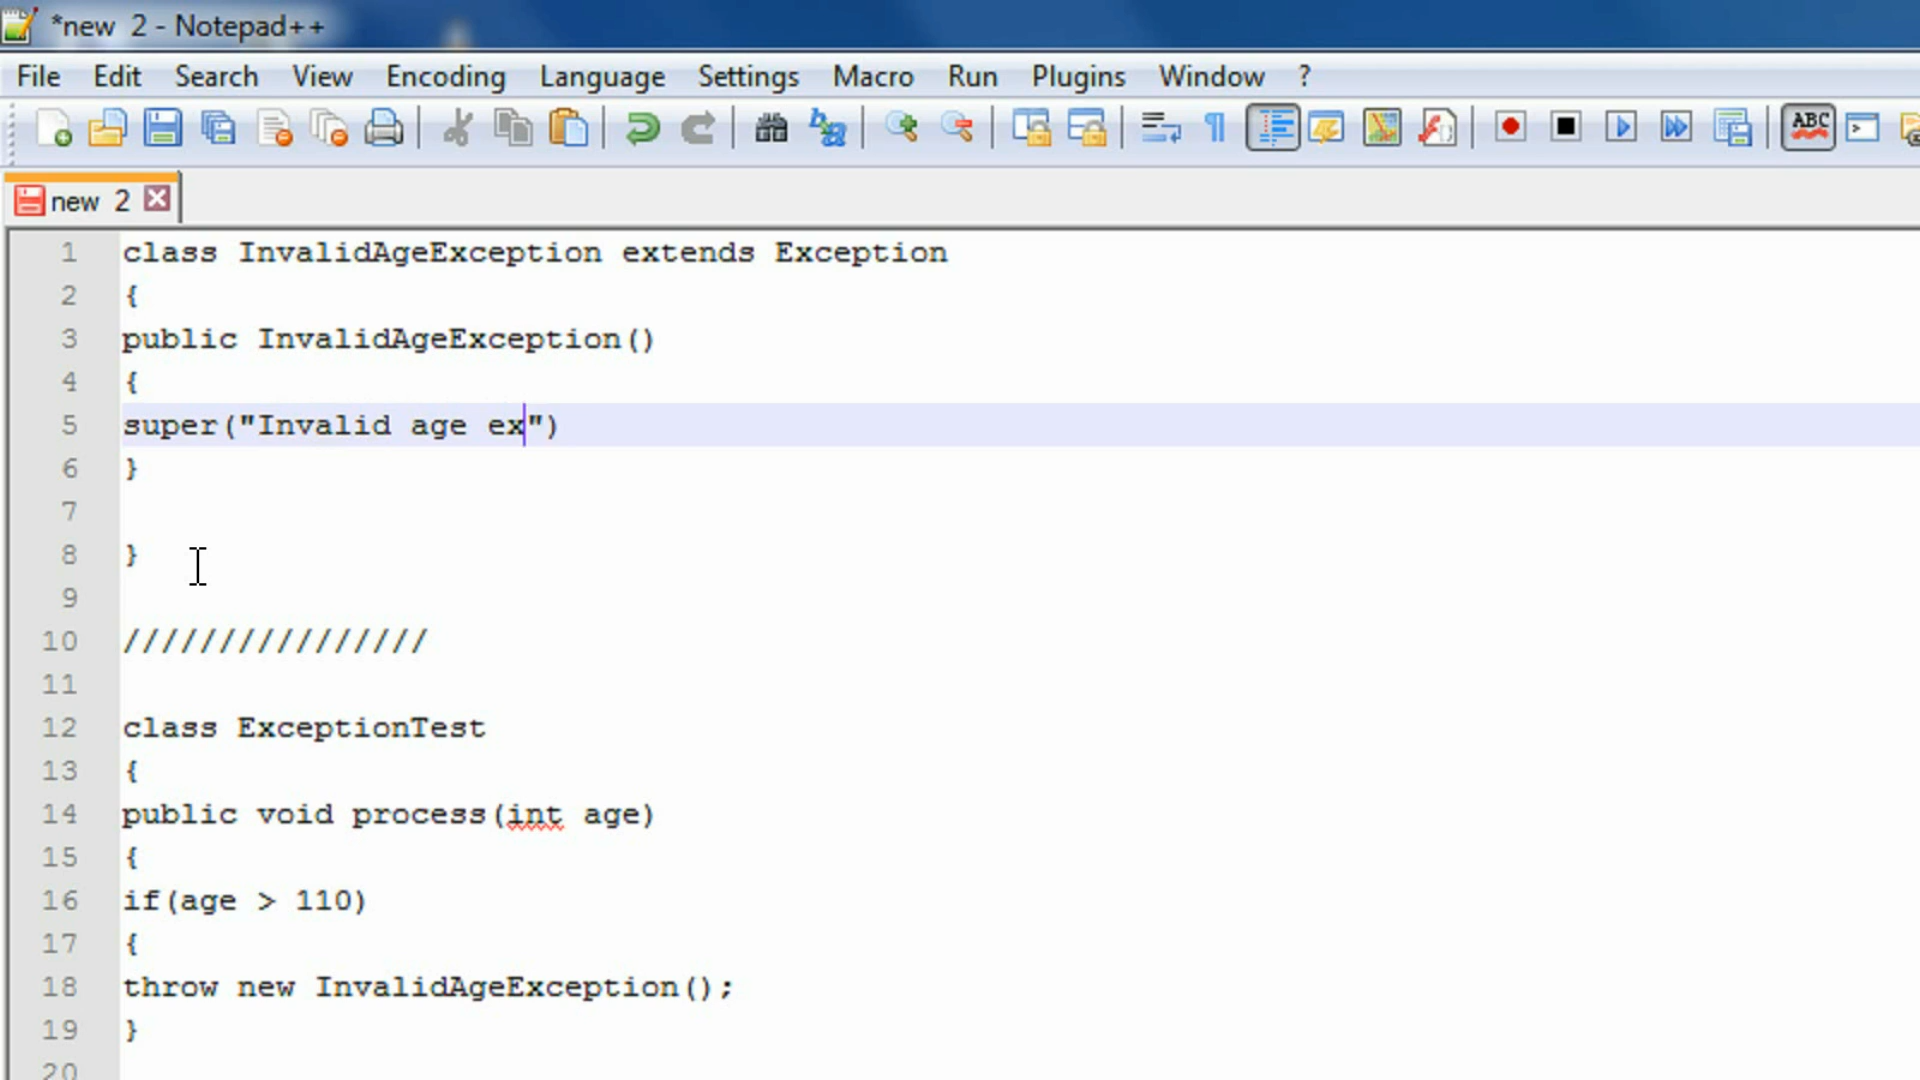 *new 2 - Notepad++
File Edit Search View Encoding Language Settings Macro Run Plugins Window ?
ABC
new 2
1 class InvalidAgeException extends Exception
2 {
3 public InvalidAgeException()
4 {
5 super("Invalid age ex")
6 }
7
8 }
9
10 ////////////////
11
12 class ExceptionTest
13 {
14 public void process(int age)
15 {
16 if(age > 110)
17 {
18 throw new InvalidAgeException();
19 }
20